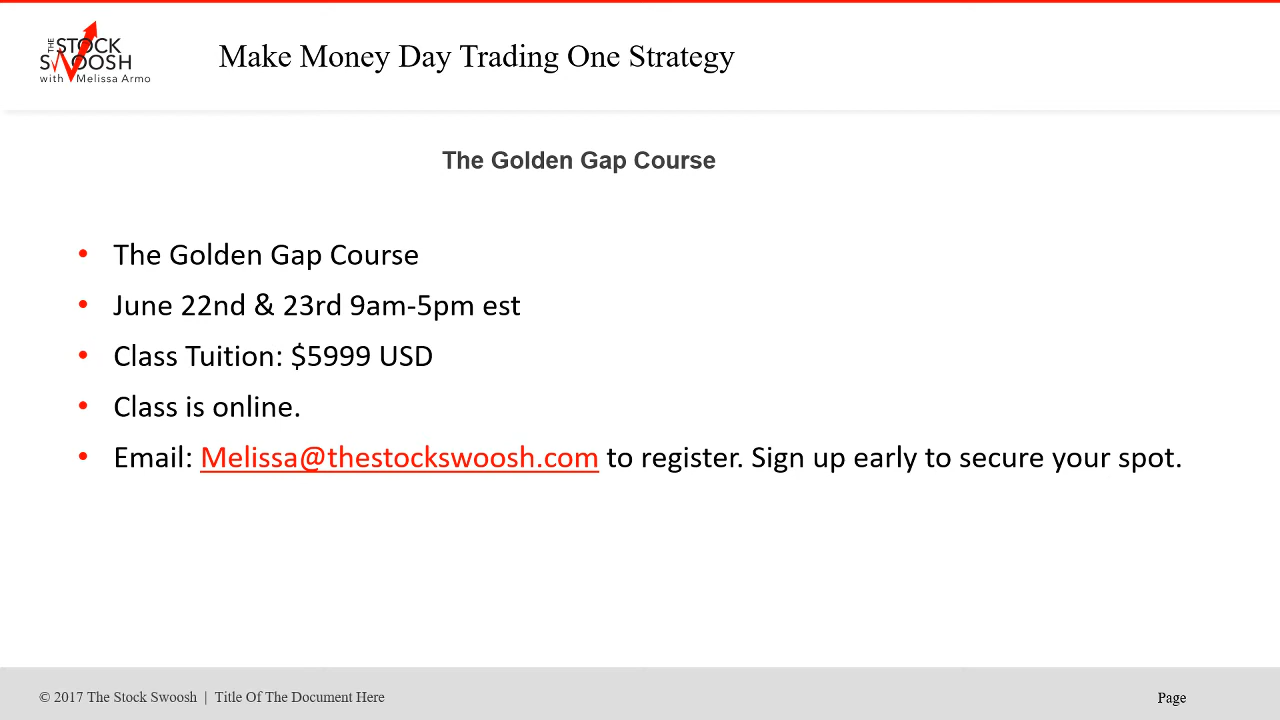 THE STOCK
SWOOSH
with Melissa Armo
Make Money Day Trading One Strategy
The Golden Gap Course
• The Golden Gap Course
• June 22nd & 23rd 9am-5pm est
• Class Tuition: $5999 USD
• Class is online.
• Email: Melissa@thestockswoosh.com to register. Sign up early to secure your spot.
© 2017 The Stock Swoosh | Title Of The Document Here
Page